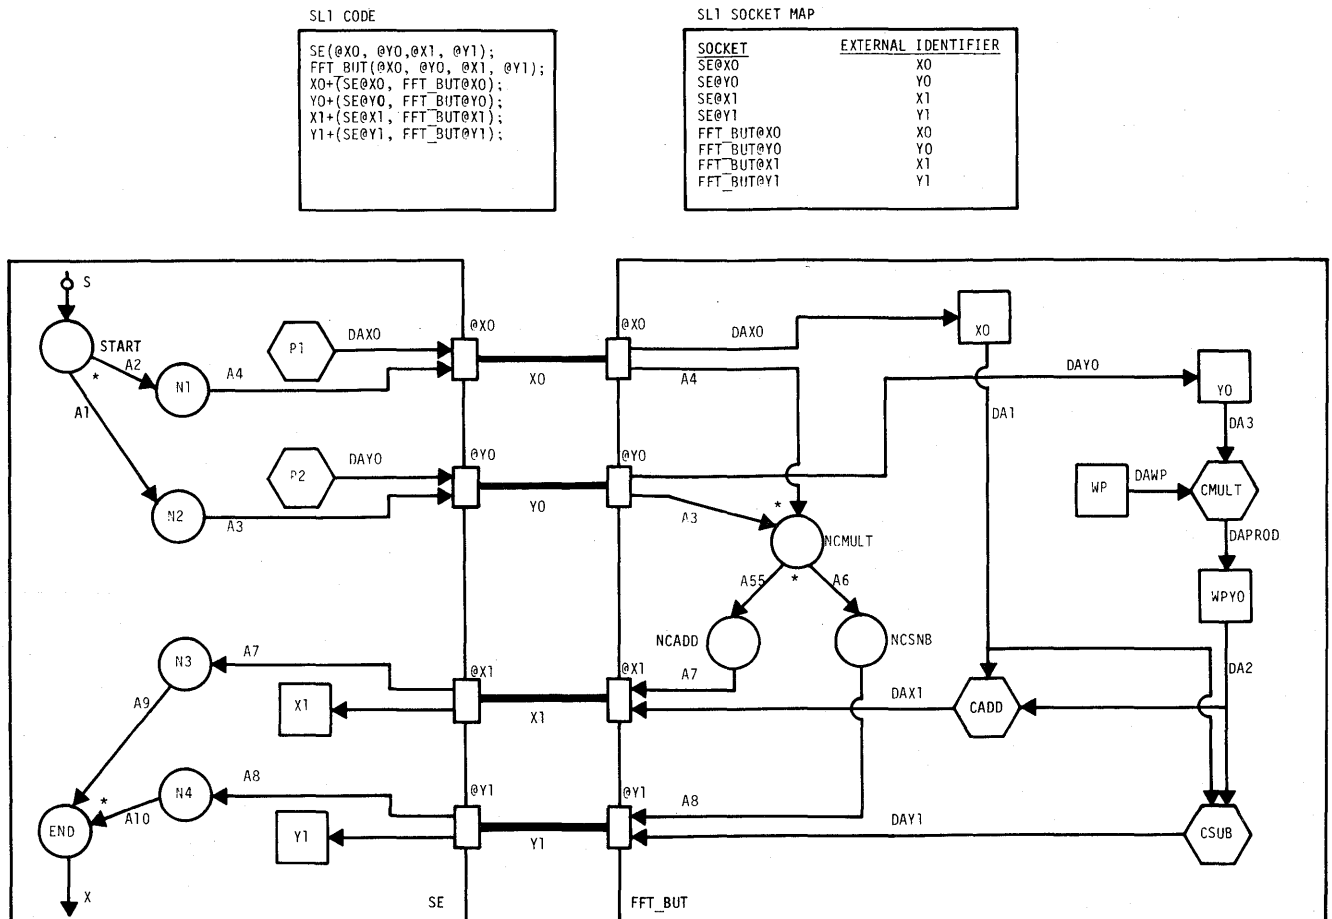 SL1 CODE
SE(@X0, @Y0,@X1, @Y1);
FFT_BUT(@X0, @Y0, @X1, @Y1);
X0+(SE@X0, FFT_BUT@X0);
Y0+(SE@Y0, FFT_BUT@Y0);
X1+(SE@X1, FFT_BUT@X1);
Y1+(SE@Y1, FFT_BUT@Y1);
SL1 SOCKET MAP
SOCKET EXTERNAL IDENTIFIER
SE@X0 X0
SE@Y0 Y0
SE@X1 X1
SE@Y1 Y1
FFT_BUT@X0 X0
FFT_BUT@Y0 Y0
FFT_BUT@X1 X1
FFT_BUT@Y1 Y1
S
START
A2
*
A1
N1
A4
P1
DAX0
@X0
X0
@X0
DAX0
A4
X0
DA1
DAY0
Y0
DA3
N2
A3
P2
DAY0
@Y0
Y0
@Y0
A3
*
NCMULT
*
A55
A6
NCADD
NCSNB
WP
DAWP
CMULT
DAPROD
WPY0
DA2
N3
A7
A9
X1
@X1
X1
@X1
A7
DAX1
CADD
N4
A8
*
A10
END
X
Y1
@Y1
Y1
@Y1
A8
DAY1
CSUB
SE
FFT_BUT